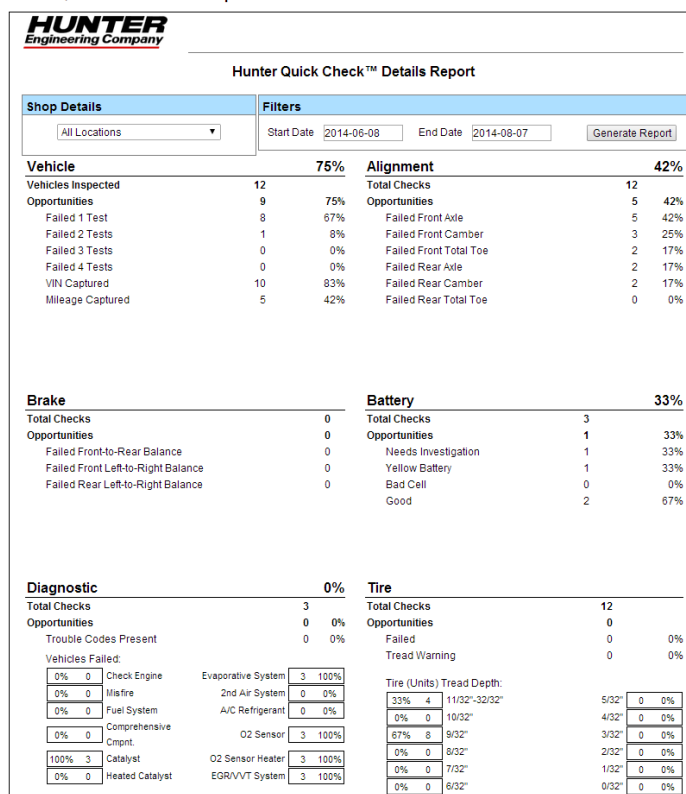 HUNTER
Engineering Company
Hunter Quick Check™ Details Report
Shop Details
All Locations
Filters
Start Date 2014-06-08 End Date 2014-08-07 Generate Report
Vehicle 75%
Vehicles Inspected 12
Opportunities 9 75%
Failed 1 Test 8 67%
Failed 2 Tests 1 8%
Failed 3 Tests 0 0%
Failed 4 Tests 0 0%
VIN Captured 10 83%
Mileage Captured 5 42%
Alignment 42%
Total Checks 12
Opportunities 5 42%
Failed Front Axle 5 42%
Failed Front Camber 3 25%
Failed Front Total Toe 2 17%
Failed Rear Axle 2 17%
Failed Rear Camber 2 17%
Failed Rear Total Toe 0 0%
Brake
Total Checks 0
Opportunities 0
Failed Front-to-Rear Balance 0
Failed Front Left-to-Right Balance 0
Failed Rear Left-to-Right Balance 0
Battery 33%
Total Checks 3
Opportunities 1 33%
Needs Investigation 1 33%
Yellow Battery 1 33%
Bad Cell 0 0%
Good 2 67%
Diagnostic 0%
Total Checks 3
Opportunities 0 0%
Trouble Codes Present 0 0%
Vehicles Failed:
0% 0 Check Engine Evaporative System 3 100%
0% 0 Misfire 2nd Air System 0 0%
0% 0 Fuel System A/C Refrigerant 0 0%
0% 0 Comprehensive
Cmpnt. O2 Sensor 3 100%
100% 3 Catalyst O2 Sensor Heater 3 100%
0% 0 Heated Catalyst EGR/VVT System 3 100%
Tire
Total Checks 12
Opportunities 0
Failed 0 0%
Tread Warning 0 0%
Tire (Units) Tread Depth:
33% 4 11/32"-32/32" 5/32" 0 0%
0% 0 10/32" 4/32" 0 0%
67% 8 9/32" 3/32" 0 0%
0% 0 8/32" 2/32" 0 0%
0% 0 7/32" 1/32" 0 0%
0% 0 6/32" 0/32" 0 0%